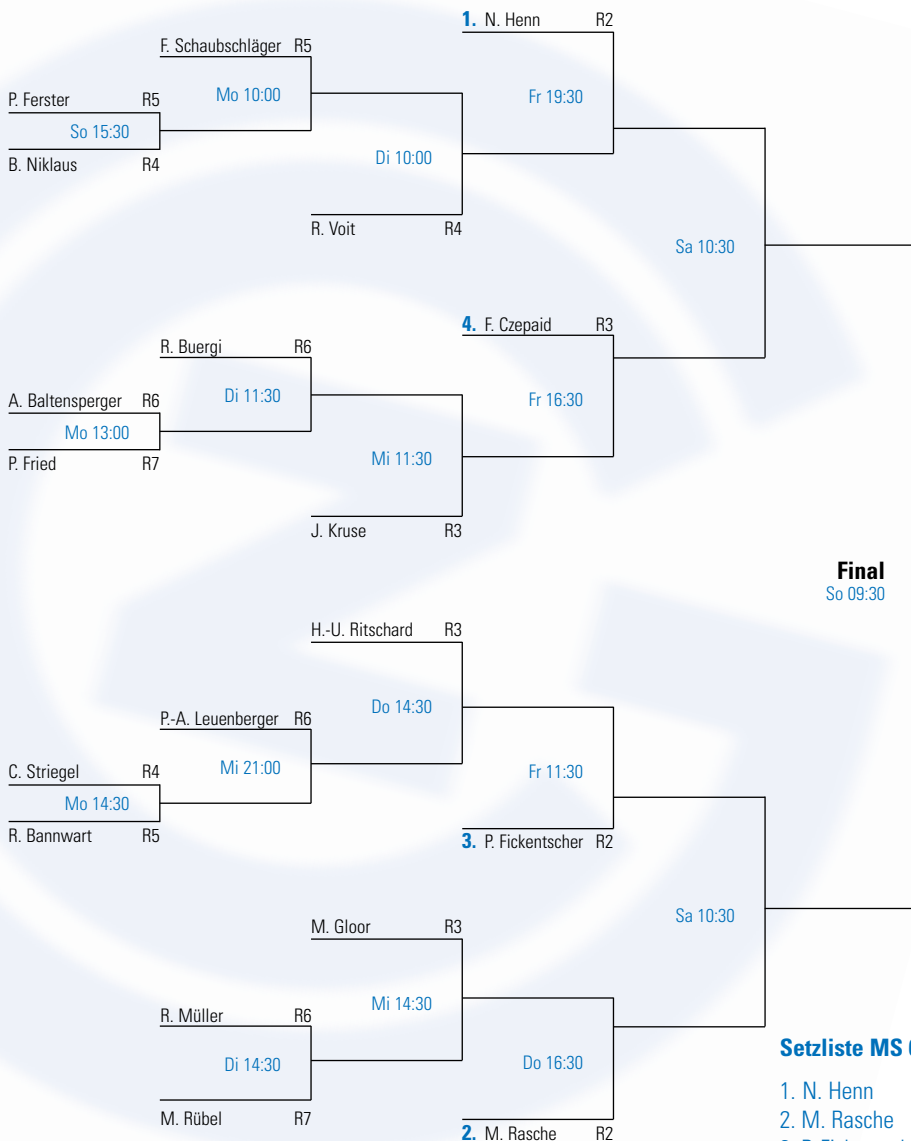 1. N. Henn R2
F. Schaubschläger R5
P. Ferster R5
Mo 10:00
Fr 19:30
So 15:30
B. Niklaus R4
Di 10:00
R. Voit R4
Sa 10:30
4. F. Czepaid R3
R. Buergi R6
A. Baltensperger R6
Di 11:30
Fr 16:30
Mo 13:00
P. Fried R7
Mi 11:30
J. Kruse R3
Final
So 09:30
H.-U. Ritschard R3
P.-A. Leuenberger R6
Do 14:30
C. Striegel R4
Mi 21:00
Fr 11:30
Mo 14:30
R. Bannwart R5
3. P. Fickentscher R2
M. Gloor R3
Sa 10:30
R. Müller R6
Mi 14:30
Di 14:30
Do 16:30
M. Rübel R7
2. M. Rasche R2
Setzliste MS
1. N. Henn
2. M. Rasche